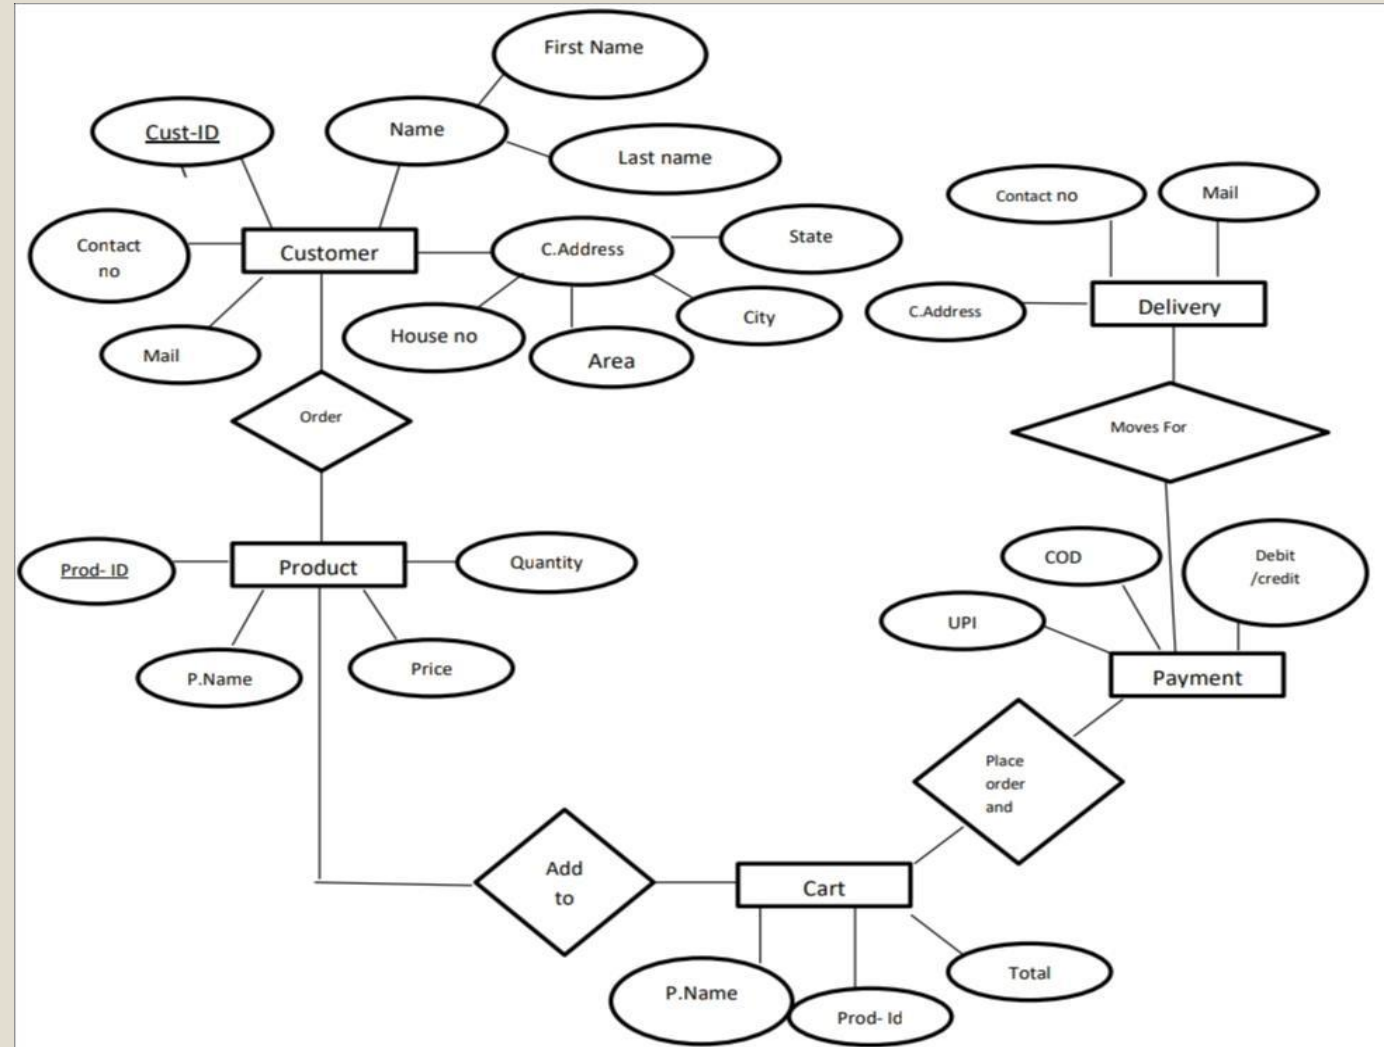 First Name
Cust-ID
Name
Last name
Contact no
Mail
Contact
no
Customer
C.Address
State
C.Address
Delivery
House no
City
Mail
Area
Order
Moves For
Prod- ID
Product
Quantity
COD
Debit
/credit
UPI
P.Name
Price
Payment
Place
order
and
Add
to
Cart
P.Name
Prod- Id
Total